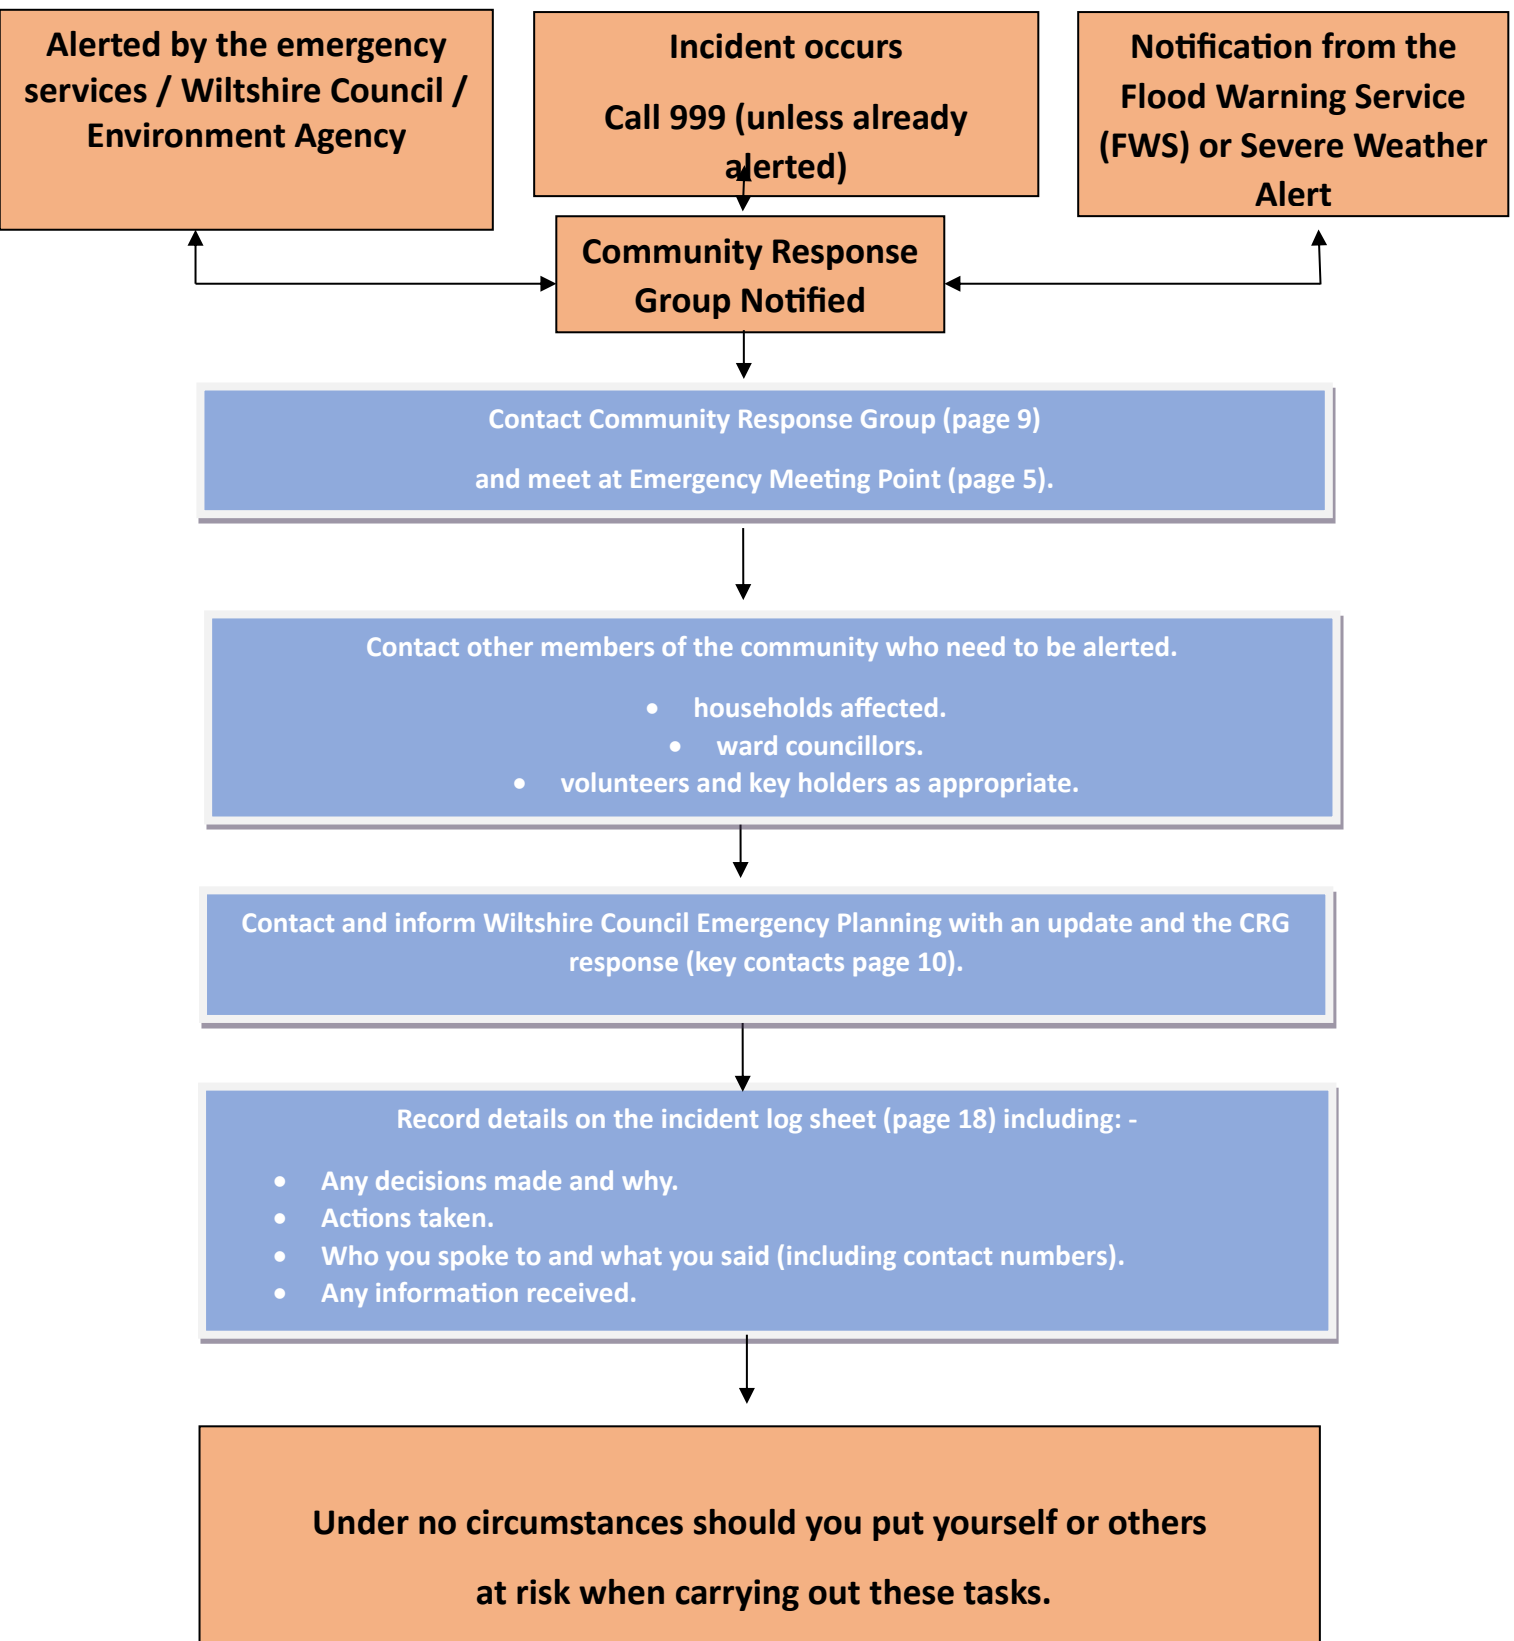 Alerted by the emergency
services / Wiltshire Council /
Environment Agency
Incident occurs
Call 999 (unless already
alerted)
Notification from the
Flood Warning Service
(FWS) or Severe Weather
Alert
Community Response
Group Notified
Contact Community Response Group (page 9)
and meet at Emergency Meeting Point (page 5).
Contact other members of the community who need to be alerted.
• households affected.
• ward councillors.
• volunteers and key holders as appropriate.
Contact and inform Wiltshire Council Emergency Planning with an update and the CRG
response (key contacts page 10).
Record details on the incident log sheet (page 18) including: -
• Any decisions made and why.
• Actions taken.
• Who you spoke to and what you said (including contact numbers).
• Any information received.
Under no circumstances should you put yourself or others
at risk when carrying out these tasks.